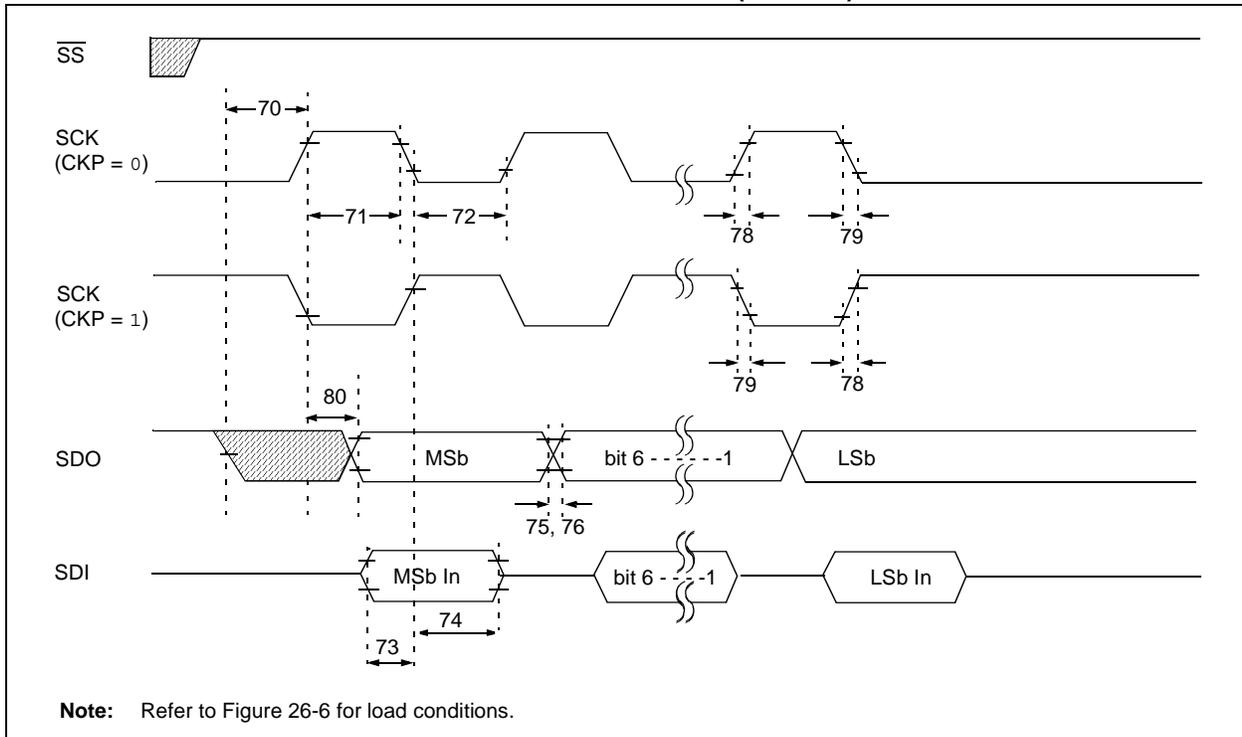 SS
70
SCK
(CKP = 0)
71
72
78
79
SCK
(CKP = 1)
79
78
80
SDO
MSb
bit 6 - - - - - - -1
LSb
75, 76
SDI
MSb In
bit 6 - - - - -1
LSb In
74
73
Note: Refer to Figure 26-6 for load conditions.